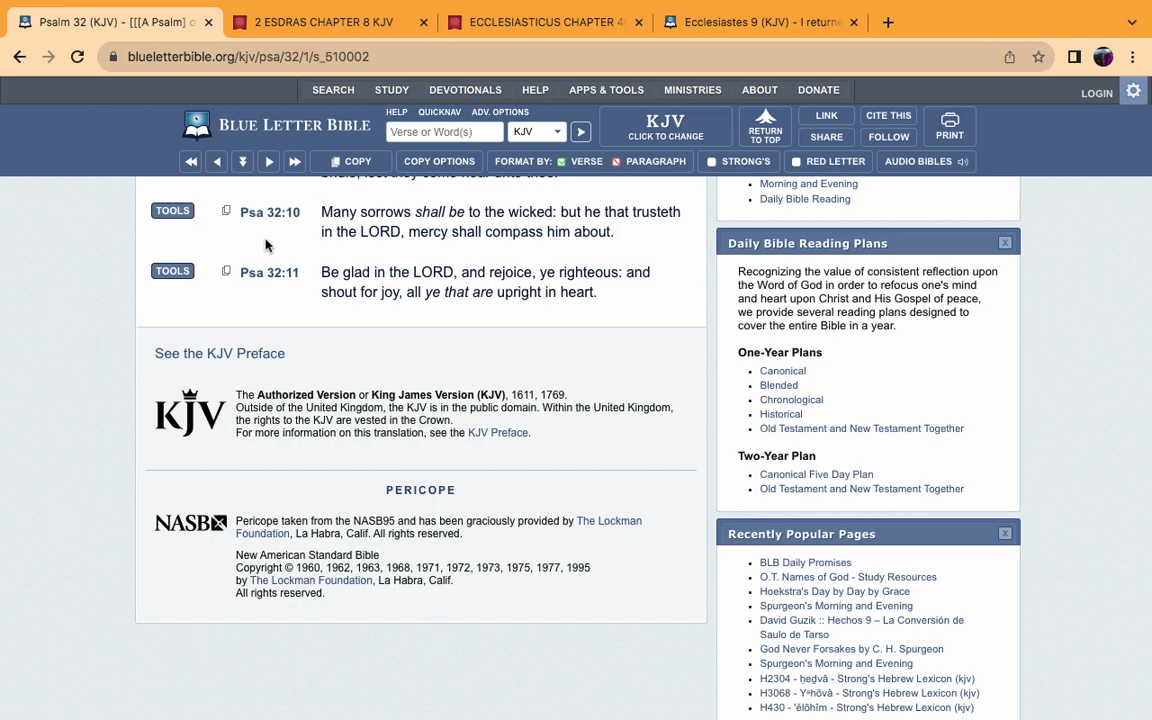 Psalm 32 (KJV) - [[[A Psalm] o
2 ESDRAS CHAPTER 8 KJV
ECCLESIASTICUS CHAPTER 4
Ecclesiastes 9 (KJV) - I returne
blueletterbible.org/kjv/psa/32/1/s_510002
SEARCH STUDY DEVOTIONALS HELP APPS & TOOLS MINISTRIES ABOUT DONATE
LOGIN
BLUE LETTER BIBLE
HELP QUICKNAV ADV. OPTIONS
Verse or Word(s)
KJV
KJV
CLICK TO CHANGE
RETURN
TO TOP
LINK
CITE THIS
SHARE
FOLLOW
PRINT
COPY
COPY OPTIONS
FORMAT BY: VERSE PARAGRAPH
STRONG'S
RED LETTER
AUDIO BIBLES
bridle, lest they come near unto thee.
TOOLS
Psa 32:10
Many sorrows shall be to the wicked: but he that trusteth
in the LORD, mercy shall compass him about.
TOOLS
Psa 32:11
Be glad in the LORD, and rejoice, ye righteous: and
shout for joy, all ye that are upright in heart.
See the KJV Preface
KJV
The Authorized Version or King James Version (KJV), 1611, 1769.
Outside of the United Kingdom, the KJV is in the public domain. Within the United Kingdom,
the rights to the KJV are vested in the Crown.
For more information on this translation, see the KJV Preface.
PERICOPE
NASB
Pericope taken from the NASB95 and has been graciously provided by The Lockman
Foundation, La Habra, Calif. All rights reserved.
New American Standard Bible
Copyright © 1960, 1962, 1963, 1968, 1971, 1972, 1973, 1975, 1977, 1995
by The Lockman Foundation, La Habra, Calif.
All rights reserved.
Morning and Evening
Daily Bible Reading
Daily Bible Reading Plans
Recognizing the value of consistent reflection upon
the Word of God in order to refocus one's mind
and heart upon Christ and His Gospel of peace,
we provide several reading plans designed to
cover the entire Bible in a year.
One-Year Plans
Canonical
Blended
Chronological
Historical
Old Testament and New Testament Together
Two-Year Plan
Canonical Five Day Plan
Old Testament and New Testament Together
Recently Popular Pages
BLB Daily Promises
O.T. Names of God - Study Resources
Hoekstra's Day by Day by Grace
Spurgeon's Morning and Evening
David Guzik :: Hechos 9 – La Conversión de
Saulo de Tarso
God Never Forsakes by C. H. Spurgeon
Spurgeon's Morning and Evening
H2304 - ḥeḏvâ - Strong's Hebrew Lexicon (kjv)
H3068 - Yᵊhōvâ - Strong's Hebrew Lexicon (kjv)
H430 - 'ĕlōhîm - Strong's Hebrew Lexicon (kjv)